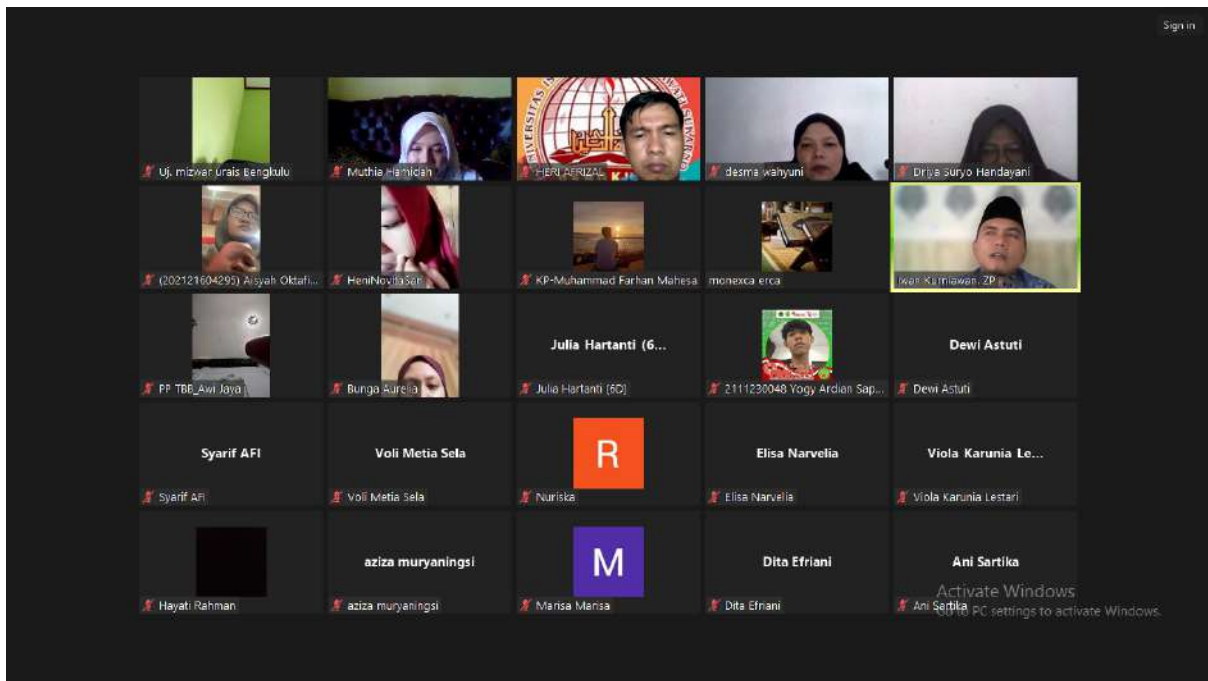 Sign in
Uj. mizwar urais Bengkulu
Muthia Hamidah
HERI AFRIZAL
desma wahyuni
Driya Suryo Handayani
(202121604295) Aisyah Oktafi...
HeniNovitaSari
KP-Muhammad Farhan Mahesa
monexca erca
Iwan Kurniawan. ZP
PP TBB_Awi Jaya
Bunga Aurelia
Julia Hartanti (6...
Julia Hartanti (6D)
2111230048 Yogy Ardian Sap...
Dewi Astuti
Dewi Astuti
Syarif AFI
Voli Metia Sela
R
Elisa Narvelia
Viola Karunia Le...
Syarif AFI
Voli Metia Sela
Nuriska
Elisa Narvelia
Viola Karunia Lestari
aziza muryaningsi
M
Dita Efriani
Ani Sartika
Hayati Rahman
aziza muryaningsi
Marisa Marisa
Dita Efriani
Ani Sartika
Activate Windows
Go to PC settings to activate Windows.